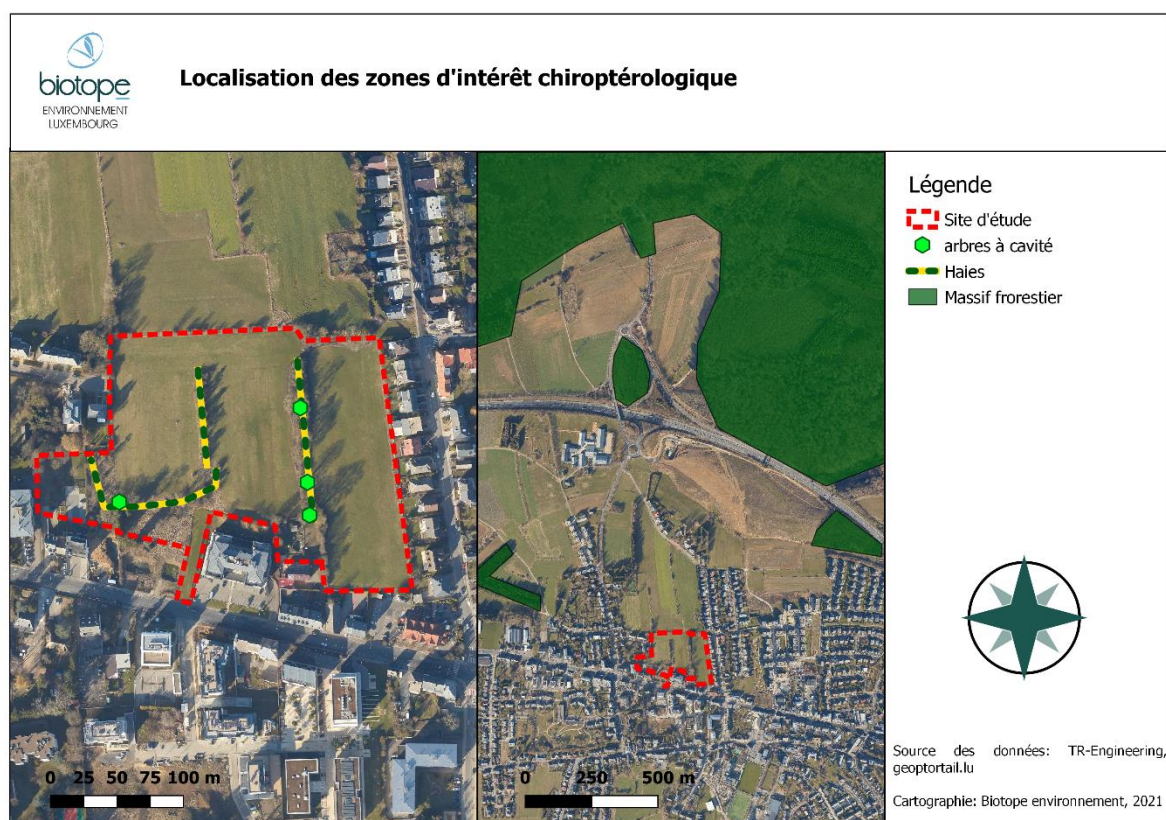 biotope
ENVIRONNEMENT
LUXEMBOURG
Localisation des zones d'intérêt chiroptérologique
Légende
Site d'étude
arbres à cavité
Haies
Massif frorestier
0 25 50 75 100 m
0 250 500 m
Source des données: TR-Engineering,
geoptortail.lu
Cartographie: Biotope environnement, 2021